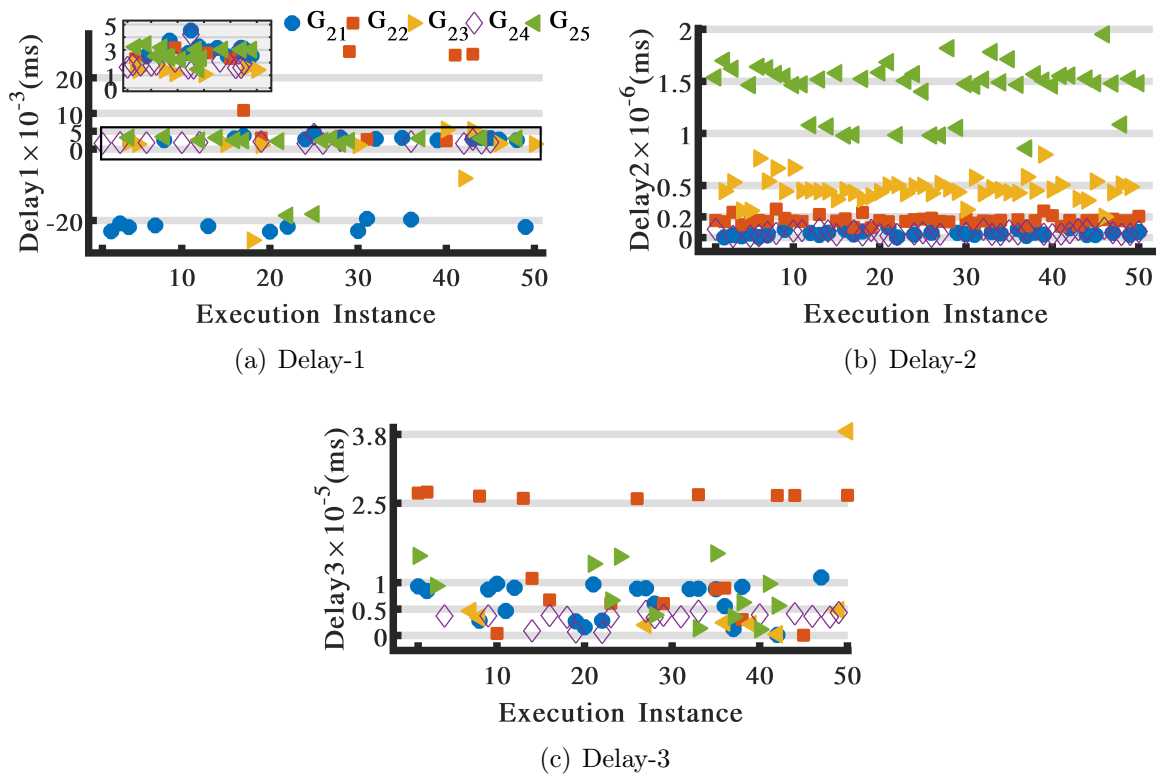 G21 G22 G23 G24 G25
5
3
1
0
Delay1×10-3(ms)
20
10
5
0
-20
10 20 30 40 50
Execution Instance
(a) Delay-1
Delay2×10-6(ms)
2
1.5
1
0.5
0.2
0
10 20 30 40 50
Execution Instance
(b) Delay-2
Delay3×10-5(ms)
3.8
2.5
1
0.5
0
10 20 30 40 50
Execution Instance
(c) Delay-3